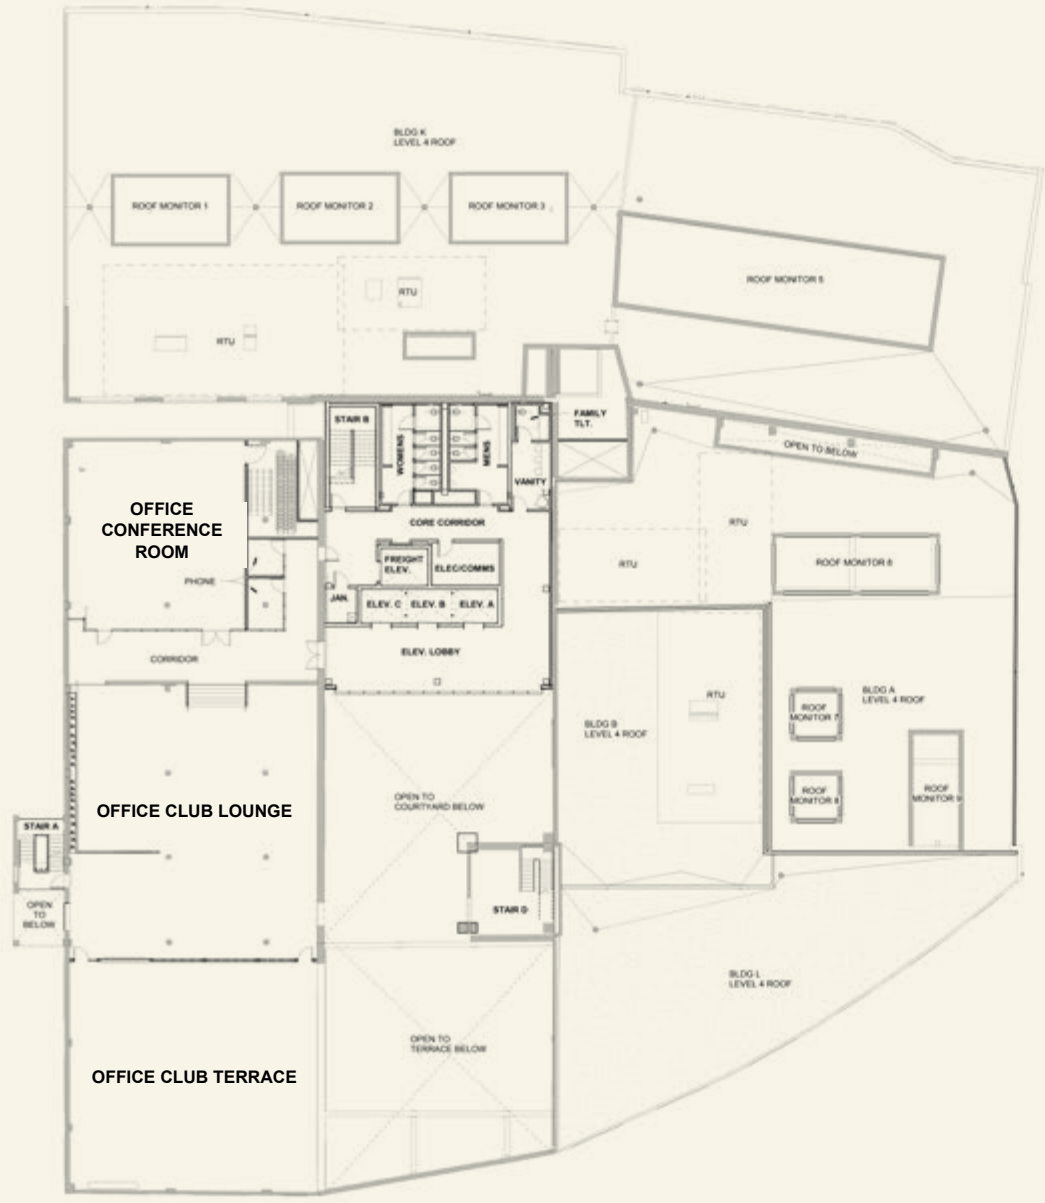 BLDG K
LEVEL 4 ROOF
ROOF MONITOR 1
ROOF MONITOR 2
ROOF MONITOR 3
ROOF MONITOR 5
RTU
RTU
STAIR B
WOMENS
MENS
VANITY
FAMILY
TLT.
OPEN TO BELOW
OFFICE
CONFERENCE
ROOM
PHONE
CORE CORRIDOR
FREIGHT
ELEV.
ELEC/COMMS
JAN.
ELEV. C
ELEV. B
ELEV. A
ELEV. LOBBY
CORRIDOR
RTU
RTU
ROOF MONITOR 6
RTU
BLDG B
LEVEL 4 ROOF
BLDG A
LEVEL 4 ROOF
ROOF
MONITOR 7
ROOF
MONITOR 8
ROOF
MONITOR 9
OFFICE CLUB LOUNGE
OPEN TO
COURTYARD BELOW
STAIR A
OPEN
TO
BELOW
STAIR D
BLDG L
LEVEL 4 ROOF
OPEN TO
TERRACE BELOW
OFFICE CLUB TERRACE